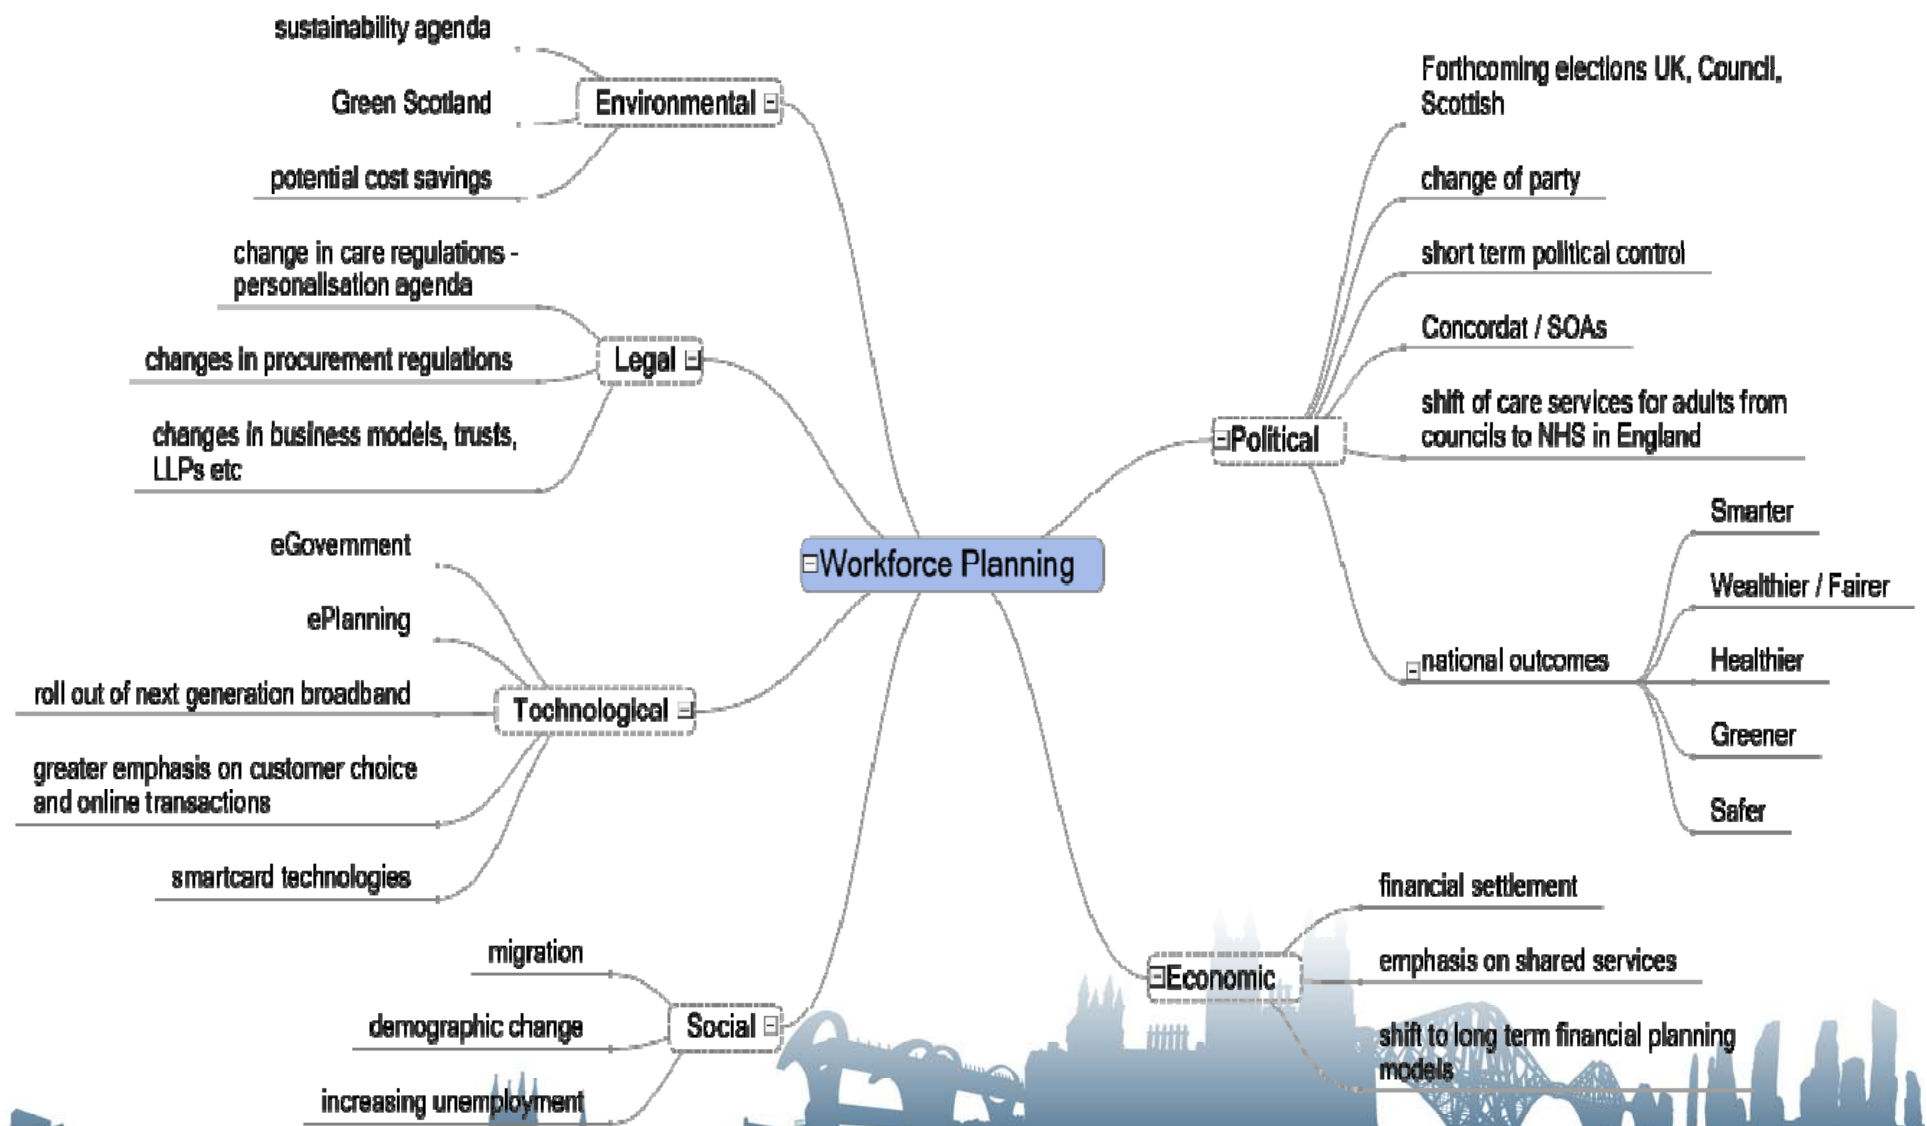 sustainability agenda
Green Scotland
potential cost savings
Environmental
change in care regulations -
personalisation agenda
changes in procurement regulations
changes in business models, trusts,
LLPs etc
Legal
eGovernment
ePlanning
roll out of next generation broadband
greater emphasis on customer choice
and online transactions
smartcard technologies
Technological
migration
demographic change
increasing unemployment
Social
Workforce Planning
Political
Forthcoming elections UK, Council,
Scottish
change of party
short term political control
Concordat / SOAs
shift of care services for adults from
councils to NHS in England
national outcomes
Smarter
Wealthier / Fairer
Healthier
Greener
Safer
Economic
financial settlement
emphasis on shared services
shift to long term financial planning
models